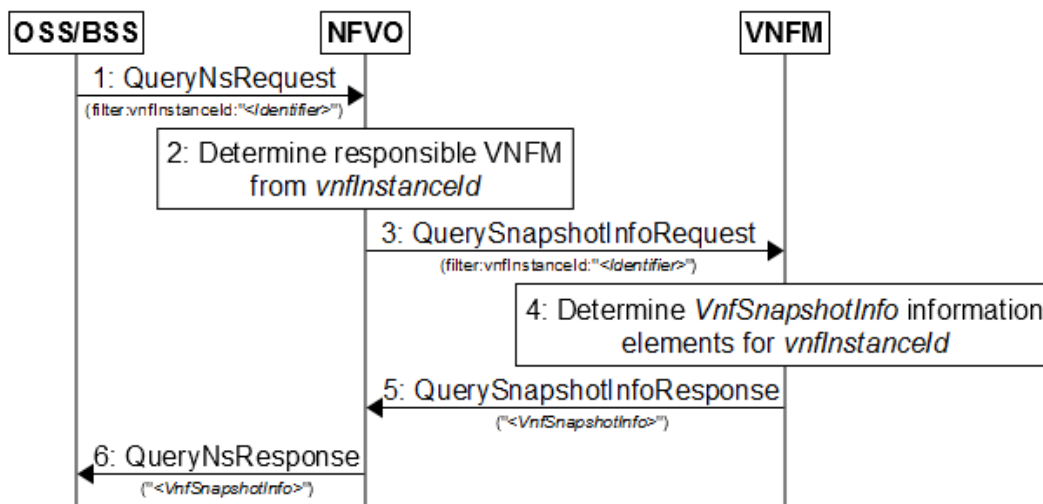 OSS/BSS NFVO VNFM
1: QueryNsRequest
(filter:vnfInstanceId:"<Identifier>")
2: Determine responsible VNFM
from vnfInstanceId
3: QuerySnapshotInfoRequest
(filter:vnfInstanceId:"<Identifier>")
4: Determine VnfSnapshotInfo information
elements for vnfInstanceId
5: QuerySnapshotInfoResponse
("<VnfSnapshotInfo>")
6: QueryNsResponse
("<VnfSnapshotInfo>")